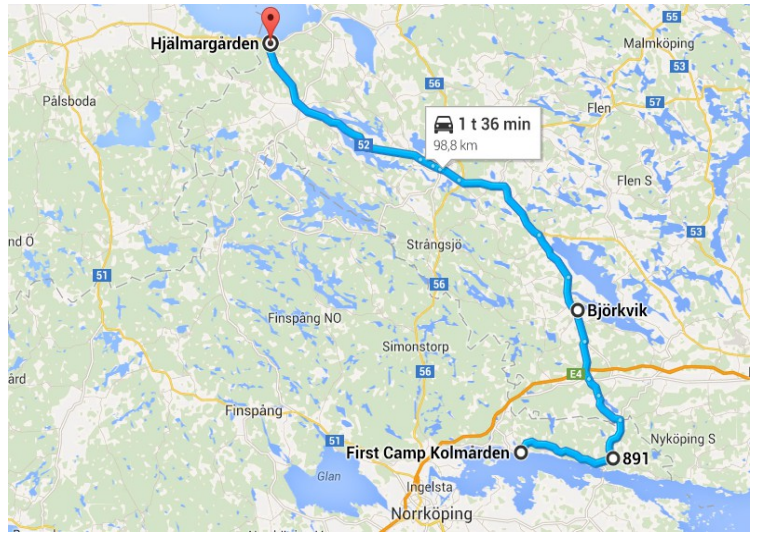 55
Hjälmargården
Malmköping
53
56
Pålsboda
57
Flen
1 t 36 min
98,8 km
52
Flen S
nd Ö
53
Strångsjö
51
56
Björkvik
Finspång NO
Simonstorp
E4
56
ård
Finspång
51
Nyköping S
First Camp Kolmården
891
Glan
Ingelsta
Norrköping